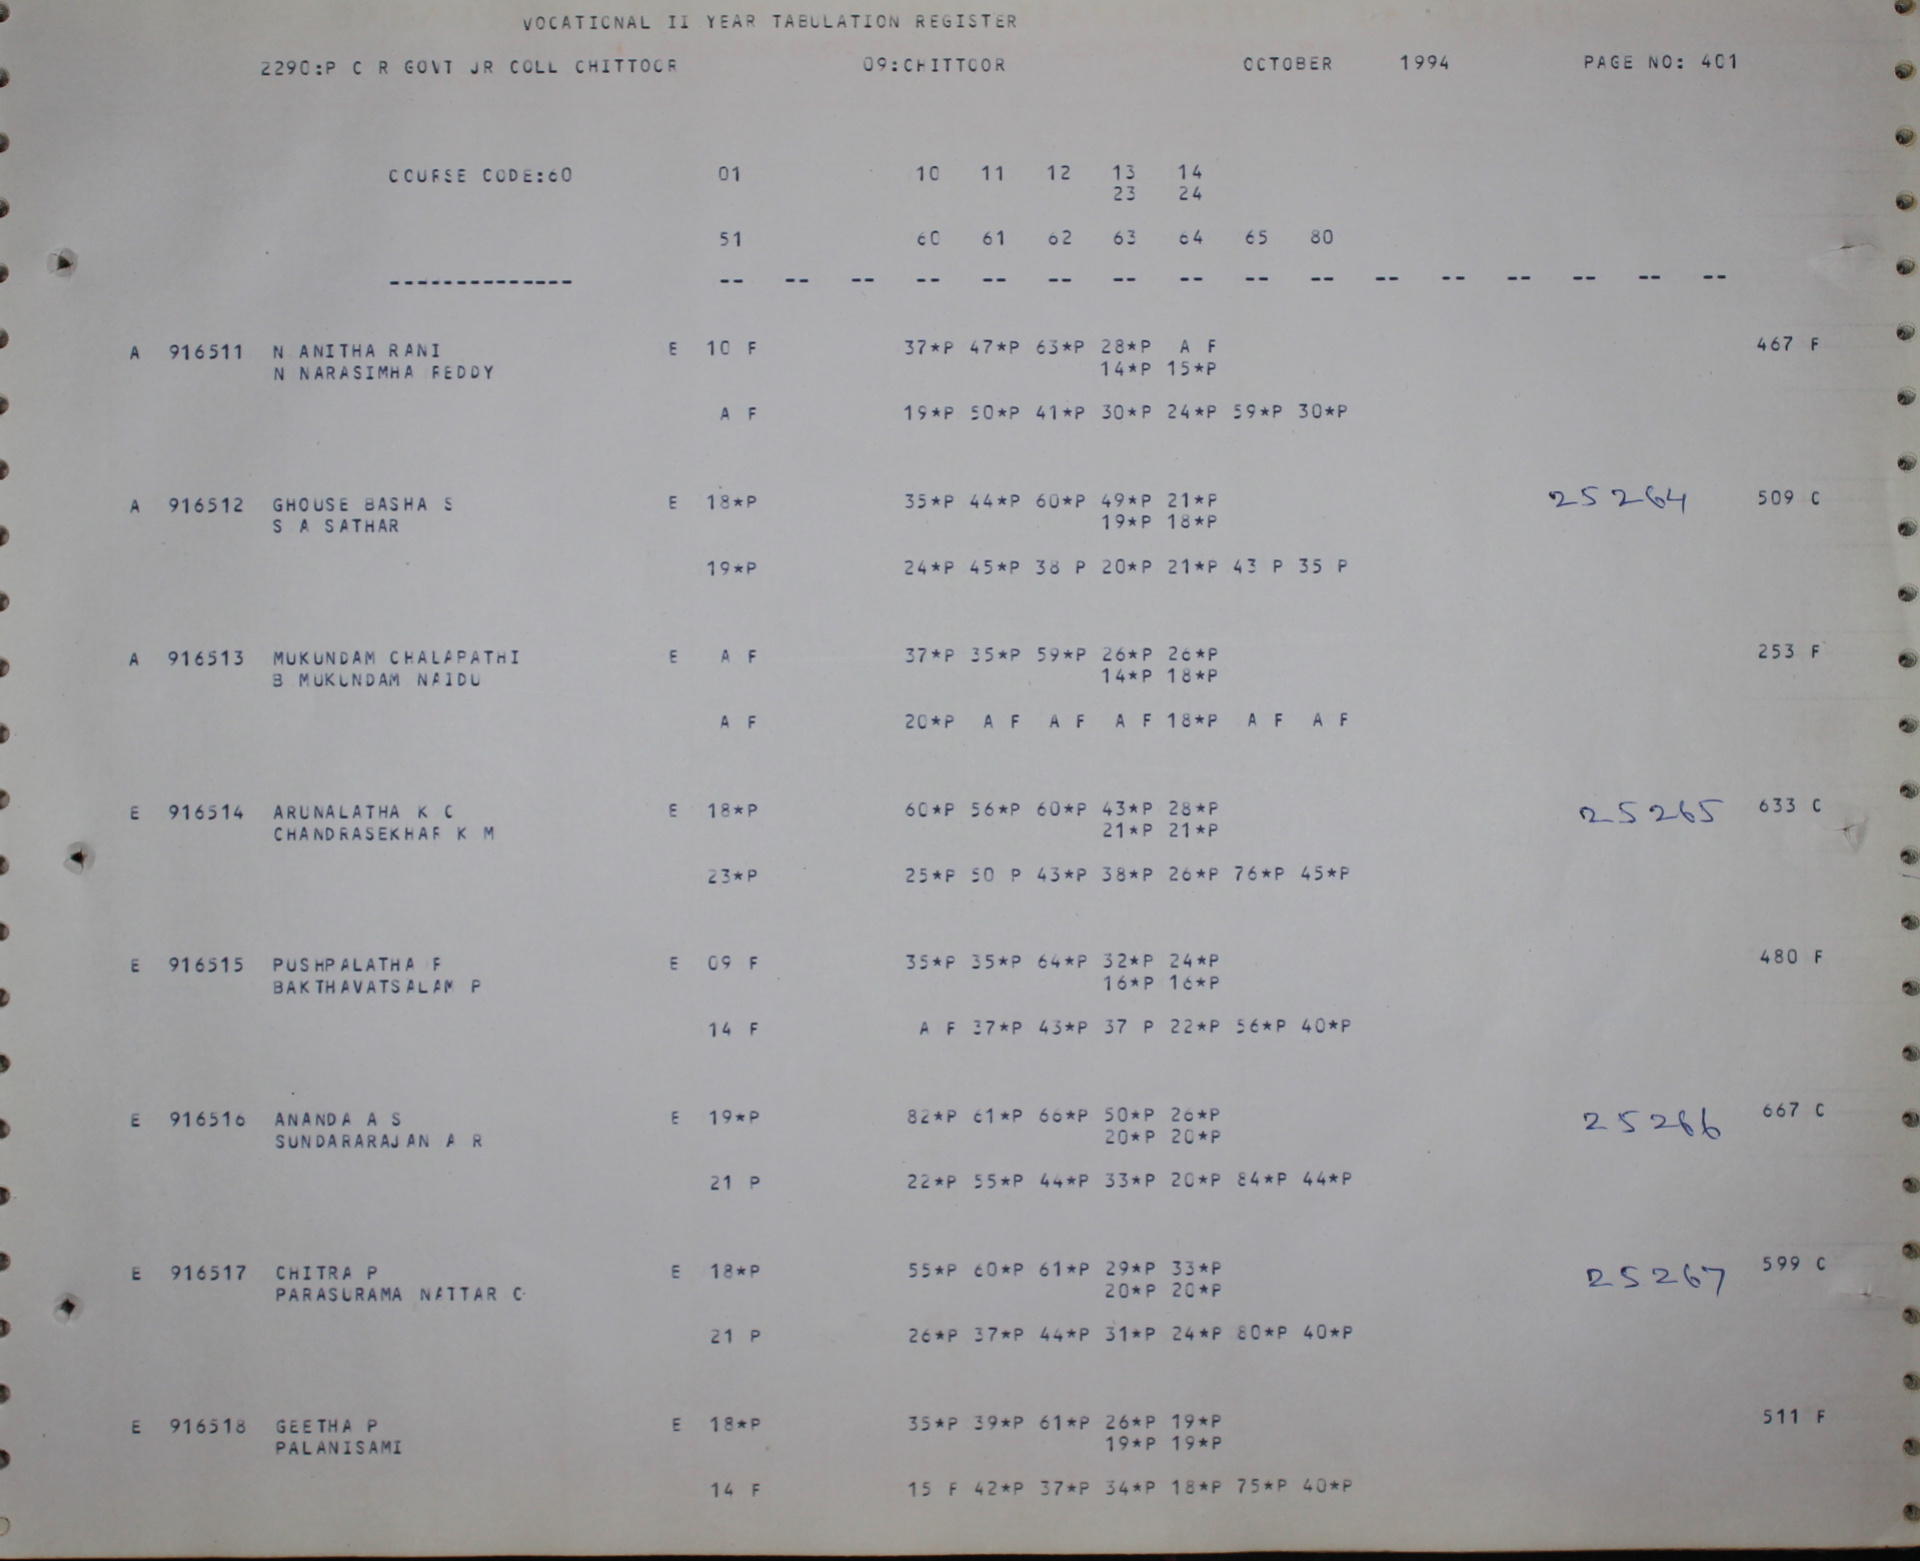 VOCATIONAL II YEAR TABULATION REGISTER
2290:P C R GOVT JR COLL CHITTOOR 09:CHITTOOR OCTOBER 1994 PAGE NO: 401
COURSE CODE:60 01 10 11 12 13 14
23 24
51 60 61 62 63 64 65 80
-------------- -- -- -- -- -- -- -- -- -- -- -- -- -- -- -- --
A 916511 N ANITHA RANI E 10 F 37*P 47*P 63*P 28*P A F 467 F
N NARASIMHA REDDY 14*P 15*P
A F 19*P 50*P 41*P 30*P 24*P 59*P 30*P
A 916512 GHOUSE BASHA S E 18*P 35*P 44*P 60*P 49*P 21*P 25264 509 C
S A SATHAR 19*P 18*P
19*P 24*P 45*P 38 P 20*P 21*P 43 P 35 P
A 916513 MUKUNDAM CHALAPATHI E A F 37*P 35*P 59*P 26*P 26*P 253 F
B MUKUNDAM NAIDU 14*P 18*P
A F 20*P A F A F A F 18*P A F A F
E 916514 ARUNALATHA K C E 18*P 60*P 56*P 60*P 43*P 28*P 25265 633 C
CHANDRASEKHAR K M 21*P 21*P
23*P 25*P 50 P 43*P 38*P 26*P 76*P 45*P
E 916515 PUSHPALATHA P E 09 F 35*P 35*P 64*P 32*P 24*P 480 F
BAKTHAVATSALAM P 16*P 16*P
14 F A F 37*P 43*P 37 P 22*P 56*P 40*P
E 916516 ANANDA A S E 19*P 82*P 61*P 66*P 50*P 26*P 25266 667 C
SUNDARARAJAN A R 20*P 20*P
21 P 22*P 55*P 44*P 33*P 20*P 84*P 44*P
E 916517 CHITRA P E 18*P 55*P 60*P 61*P 29*P 33*P 25267 599 C
PARASURAMA NATTAR C 20*P 20*P
21 P 26*P 37*P 44*P 31*P 24*P 80*P 40*P
E 916518 GEETHA P E 18*P 35*P 39*P 61*P 26*P 19*P 511 F
PALANISAMI 19*P 19*P
14 F 15 F 42*P 37*P 34*P 18*P 75*P 40*P